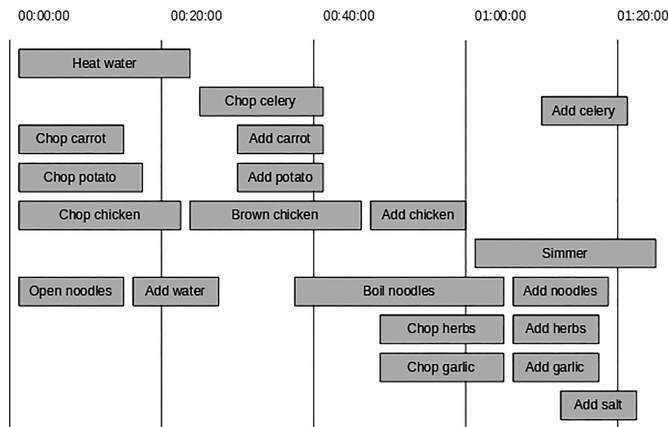 00:00:00 00:20:00 00:40:00 01:00:00 01:20:00
Heat water
Chop celery
Add celery
Chop carrot Add carrot
Chop potato Add potato
Chop chicken Brown chicken Add chicken
Simmer
Open noodles Add water Boil noodles Add noodles
Chop herbs Add herbs
Chop garlic Add garlic
Add salt